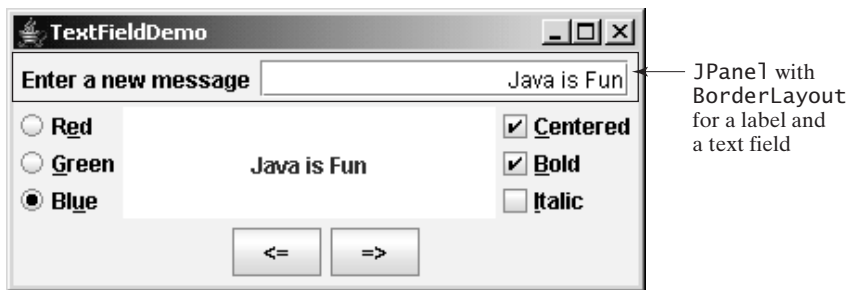 TextFieldDemo
Enter a new message Java is Fun
JPanel with
BorderLayout
for a label and
a text field
Red
Green
Blue
Java is Fun
Centered
Bold
Italic
<= =>